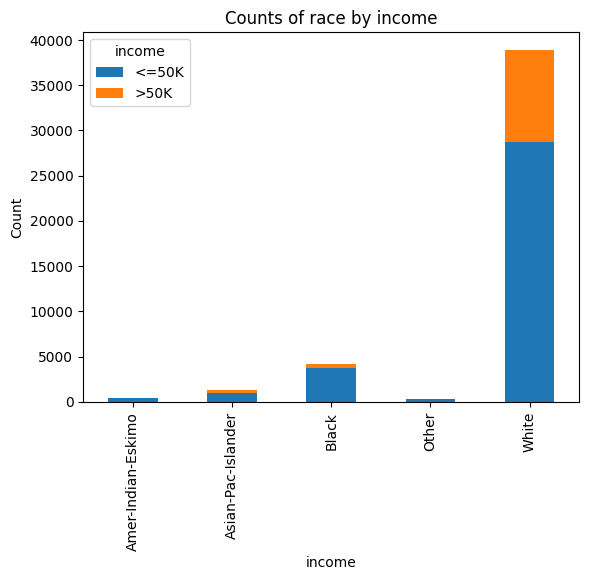 Counts of race by income
income
<=50K
>50K
Count
40000
35000
30000
25000
20000
15000
10000
5000
0
Amer-Indian-Eskimo
Asian-Pac-Islander
Black
Other
White
income